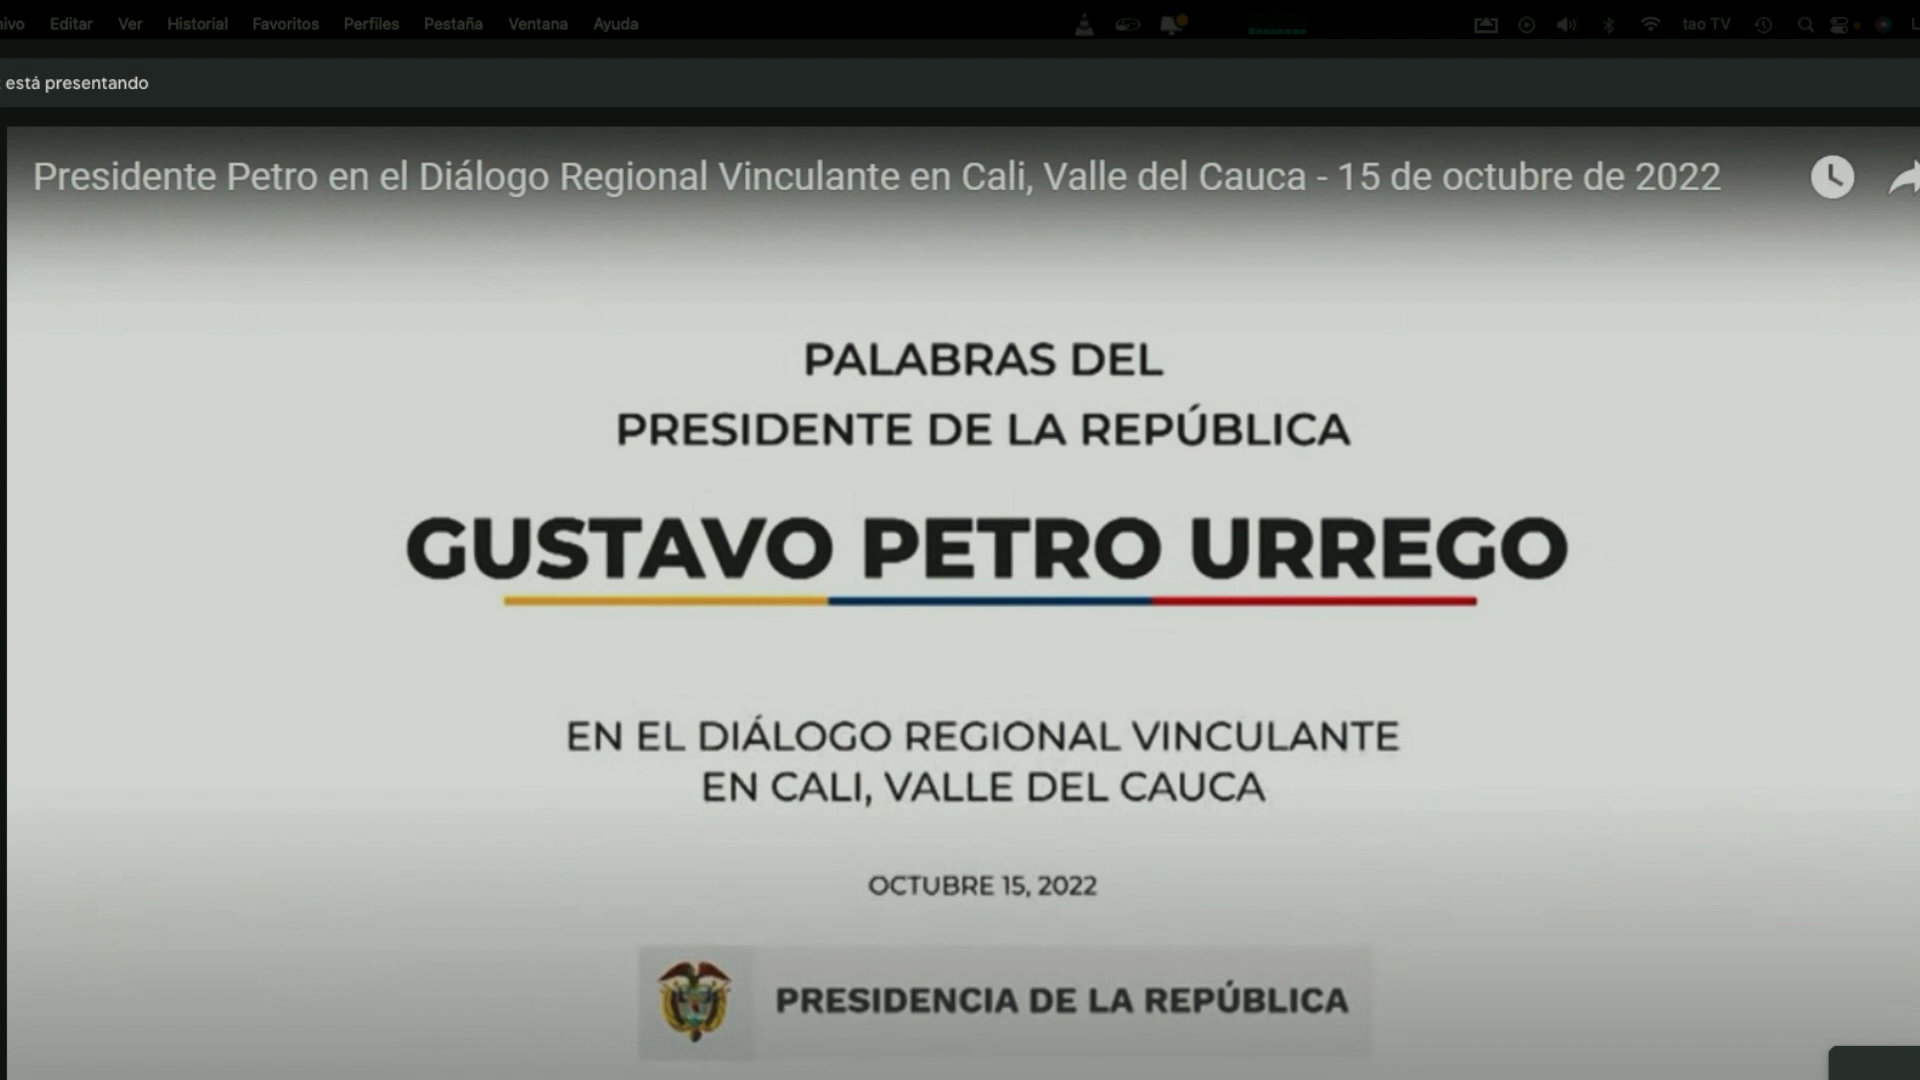 Editar Ver Historial Favoritos Perfiles Pestaña Ventana Ayuda tao TV
está presentando
Presidente Petro en el Diálogo Regional Vinculante en Cali, Valle del Cauca - 15 de octubre de 2022
PALABRAS DEL
PRESIDENTE DE LA REPÚBLICA
GUSTAVO PETRO URREGO
EN EL DIÁLOGO REGIONAL VINCULANTE
EN CALI, VALLE DEL CAUCA
OCTUBRE 15, 2022
PRESIDENCIA DE LA REPÚBLICA